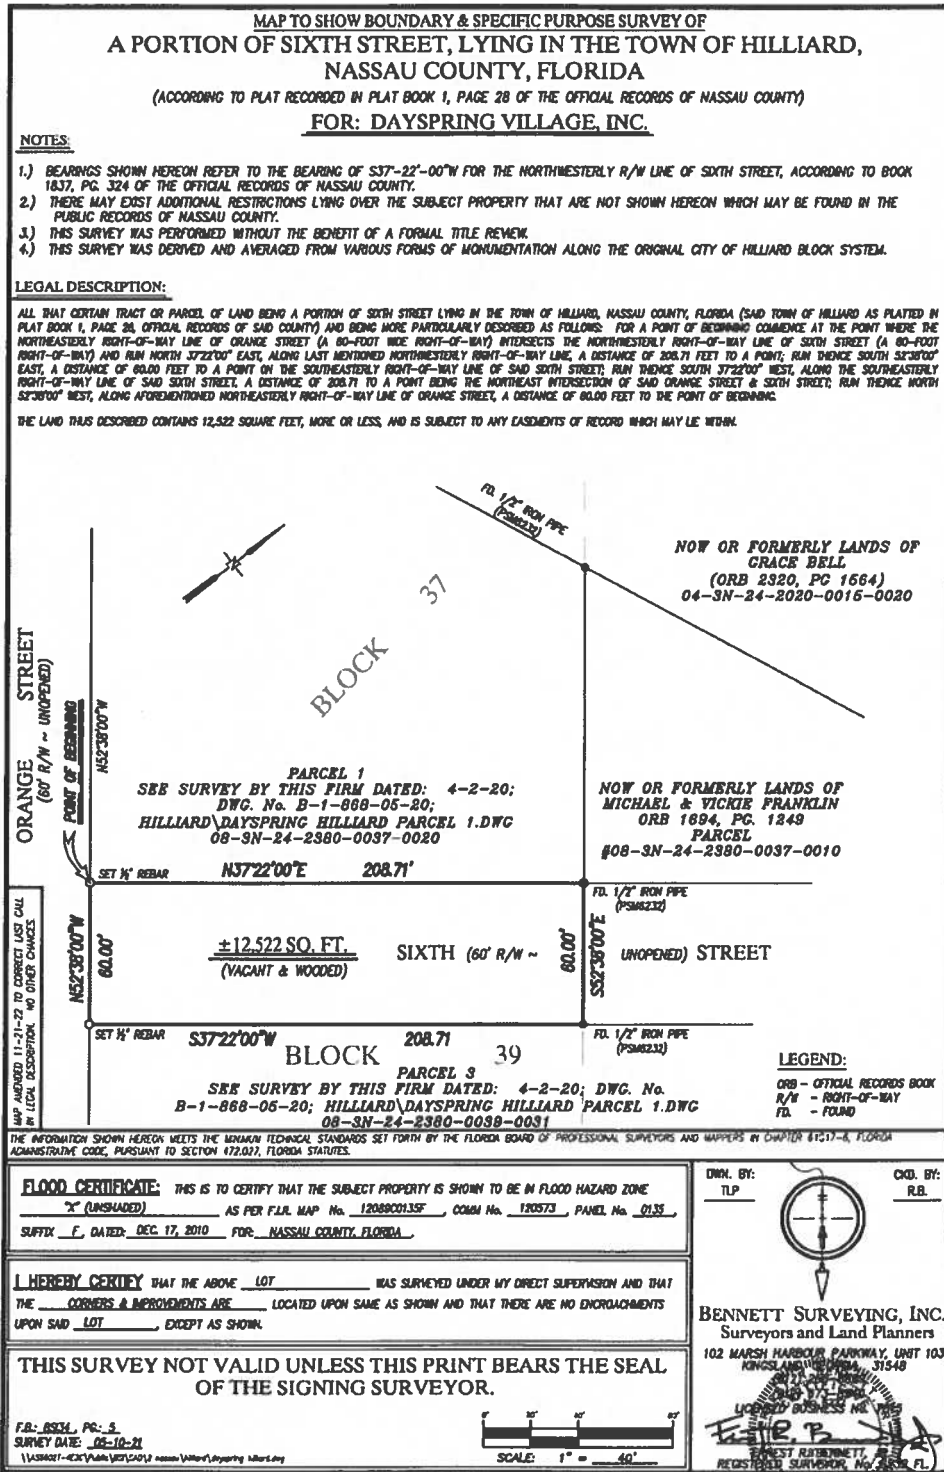 MAP TO SHOW BOUNDARY & SPECIFIC PURPOSE SURVEY OF
A PORTION OF SIXTH STREET, LYING IN THE TOWN OF HILLIARD,
NASSAU COUNTY, FLORIDA
(ACCORDING TO PLAT RECORDED IN PLAT BOOK 1, PAGE 28 OF THE OFFICIAL RECORDS OF NASSAU COUNTY)
FOR: DAYSPRING VILLAGE, INC.
NOTES:
1.) BEARINGS SHOWN HEREON REFER TO THE BEARING OF S37°-22'-00"W FOR THE NORTHWESTERLY R/W LINE OF SIXTH STREET, ACCORDING TO BOOK
1837, PG. 324 OF THE OFFICIAL RECORDS OF NASSAU COUNTY.
2.) THERE MAY EXIST ADDITIONAL RESTRICTIONS LYING OVER THE SUBJECT PROPERTY THAT ARE NOT SHOWN HEREON WHICH MAY BE FOUND IN THE
PUBLIC RECORDS OF NASSAU COUNTY.
3.) THIS SURVEY WAS PERFORMED WITHOUT THE BENEFIT OF A FORMAL TITLE REVIEW.
4.) THIS SURVEY WAS DERIVED AND AVERAGED FROM VARIOUS FORMS OF MONUMENTATION ALONG THE ORIGINAL CITY OF HILLIARD BLOCK SYSTEM.
LEGAL DESCRIPTION:
ALL THAT CERTAIN TRACT OR PARCEL OF LAND BEING A PORTION OF SIXTH STREET LYING IN THE TOWN OF HILLIARD, NASSAU COUNTY, FLORIDA (SAID TOWN OF HILLIARD AS PLATTED IN
PLAT BOOK 1, PAGE 28, OFFICIAL RECORDS OF SAID COUNTY) AND BEING MORE PARTICULARLY DESCRIBED AS FOLLOWS: FOR A POINT OF BEGINNING COMMENCE AT THE POINT WHERE THE
NORTHEASTERLY RIGHT-OF-WAY LINE OF ORANGE STREET (A 60-FOOT WIDE RIGHT-OF-WAY) INTERSECTS THE NORTHWESTERLY RIGHT-OF-WAY LINE OF SIXTH STREET (A 60-FOOT
RIGHT-OF-WAY) AND RUN NORTH 37°22'00" EAST, ALONG LAST MENTIONED NORTHWESTERLY RIGHT-OF-WAY LINE, A DISTANCE OF 208.71 FEET TO A POINT; RUN THENCE SOUTH 52°38'00"
EAST, A DISTANCE OF 60.00 FEET TO A POINT ON THE SOUTHEASTERLY RIGHT-OF-WAY LINE OF SAID SIXTH STREET; RUN THENCE SOUTH 37°22'00" WEST, ALONG THE SOUTHEASTERLY
RIGHT-OF-WAY LINE OF SAID SIXTH STREET, A DISTANCE OF 208.71 TO A POINT BEING THE NORTHEAST INTERSECTION OF SAID ORANGE STREET & SIXTH STREET; RUN THENCE NORTH
52°38'00" WEST, ALONG AFOREMENTIONED NORTHEASTERLY RIGHT-OF-WAY LINE OF ORANGE STREET, A DISTANCE OF 60.00 FEET TO THE POINT OF BEGINNING.
THE LAND THUS DESCRIBED CONTAINS 12,522 SQUARE FEET, MORE OR LESS, AND IS SUBJECT TO ANY EASEMENTS OF RECORD WHICH MAY LIE WITHIN.
FD. 1/2" IRON PIPE
(PSM6232)
NOW OR FORMERLY LANDS OF
GRACE BELL
(ORB 2320, PG 1664)
04-3N-24-2020-0015-0020
BLOCK 37
ORANGE STREET
(60' R/W ~ UNOPENED)
POINT OF BEGINNING
N52°38'00"W
PARCEL 1
SEE SURVEY BY THIS FIRM DATED: 4-2-20;
DWG. No. B-1-868-05-20;
HILLIARD\DAYSPRING HILLIARD PARCEL 1.DWG
08-3N-24-2380-0037-0020
NOW OR FORMERLY LANDS OF
MICHAEL & VICKIE FRANKLIN
ORB 1694, PG. 1249
PARCEL
#08-3N-24-2380-0037-0010
SET ½" REBAR
N37°22'00"E 208.71'
FD. 1/2" IRON PIPE
(PSM6232)
N52°38'00"W
60.00'
±12,522 SQ. FT.
(VACANT & WOODED)
SIXTH (60' R/W ~ UNOPENED) STREET
60.00'
S52°38'00"E
SET ½" REBAR
S37°22'00"W 208.71
FD. 1/2" IRON PIPE
(PSM6232)
BLOCK 39
PARCEL 3
SEE SURVEY BY THIS FIRM DATED: 4-2-20; DWG. No.
B-1-868-05-20; HILLIARD\DAYSPRING HILLIARD PARCEL 1.DWG
08-3N-24-2380-0039-0031
LEGEND:
ORB - OFFICIAL RECORDS BOOK
R/W - RIGHT-OF-WAY
FD. - FOUND
MAP AMENDED 11-21-22 TO CORRECT LAST CALL
IN LEGAL DESCRIPTION. NO OTHER CHANGES.
THE INFORMATION SHOWN HEREON MEETS THE MINIMUM TECHNICAL STANDARDS SET FORTH BY THE FLORIDA BOARD OF PROFESSIONAL SURVEYORS AND MAPPERS IN CHAPTER 61G17-6, FLORIDA
ADMINISTRATIVE CODE, PURSUANT TO SECTION 472.027, FLORIDA STATUTES.
FLOOD CERTIFICATE: THIS IS TO CERTIFY THAT THE SUBJECT PROPERTY IS SHOWN TO BE IN FLOOD HAZARD ZONE
"X" (UNSHADED) AS PER F.I.R. MAP No. 12089C0135F, COMM No. 120573, PANEL No. 0135,
SUFFIX F, DATED: DEC. 17, 2010 FOR: NASSAU COUNTY, FLORIDA.
I HEREBY CERTIFY THAT THE ABOVE LOT WAS SURVEYED UNDER MY DIRECT SUPERVISION AND THAT
THE CORNERS & IMPROVEMENTS ARE LOCATED UPON SAME AS SHOWN AND THAT THERE ARE NO ENCROACHMENTS
UPON SAID LOT, EXCEPT AS SHOWN.
THIS SURVEY NOT VALID UNLESS THIS PRINT BEARS THE SEAL
OF THE SIGNING SURVEYOR.
F.B.: BS34, PG.: 5
SURVEY DATE: 05-10-21
SCALE: 1" = 40'
DWN. BY:
TLP
CKD. BY:
R.B.
BENNETT SURVEYING, INC.
Surveyors and Land Planners
102 MARSH HARBOUR PARKWAY, UNIT 103
KINGSLAND, GEORGIA, 31548
LICENSED BUSINESS No.
ERNEST R. BENNETT,
REGISTERED SURVEYOR, No. FL.